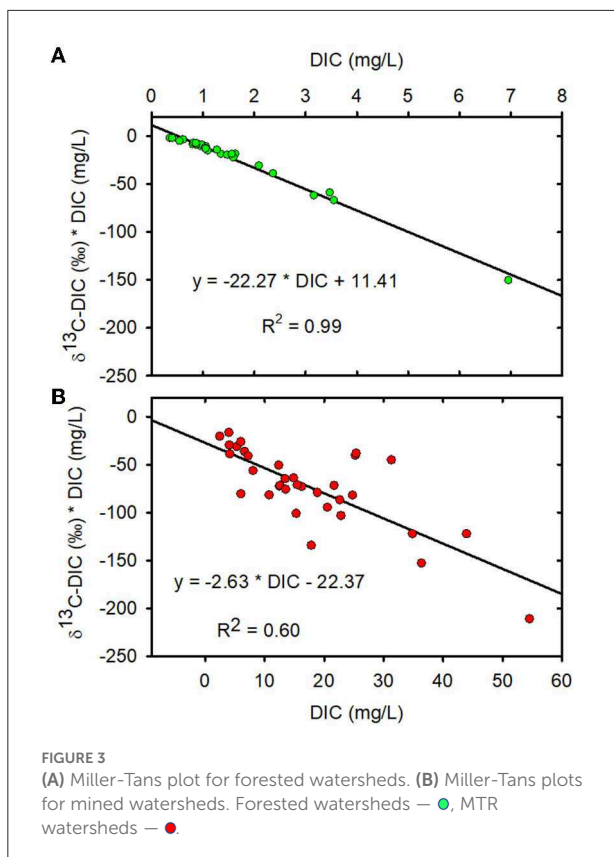 A
DIC (mg/L)
0 1 2 3 4 5 6 7 8
0
-50
-100
-150
-200
-250
δ13C-DIC (‰) * DIC (mg/L)
y = -22.27 * DIC + 11.41
R2 = 0.99
B
0
-50
-100
-150
-200
-250
δ13C-DIC (‰) * DIC (mg/L)
y = -2.63 * DIC - 22.37
R2 = 0.60
0 10 20 30 40 50 60
DIC (mg/L)
FIGURE 3
(A) Miller-Tans plot for forested watersheds. (B) Miller-Tans plots
for mined watersheds. Forested watersheds — ●, MTR
watersheds — ●.